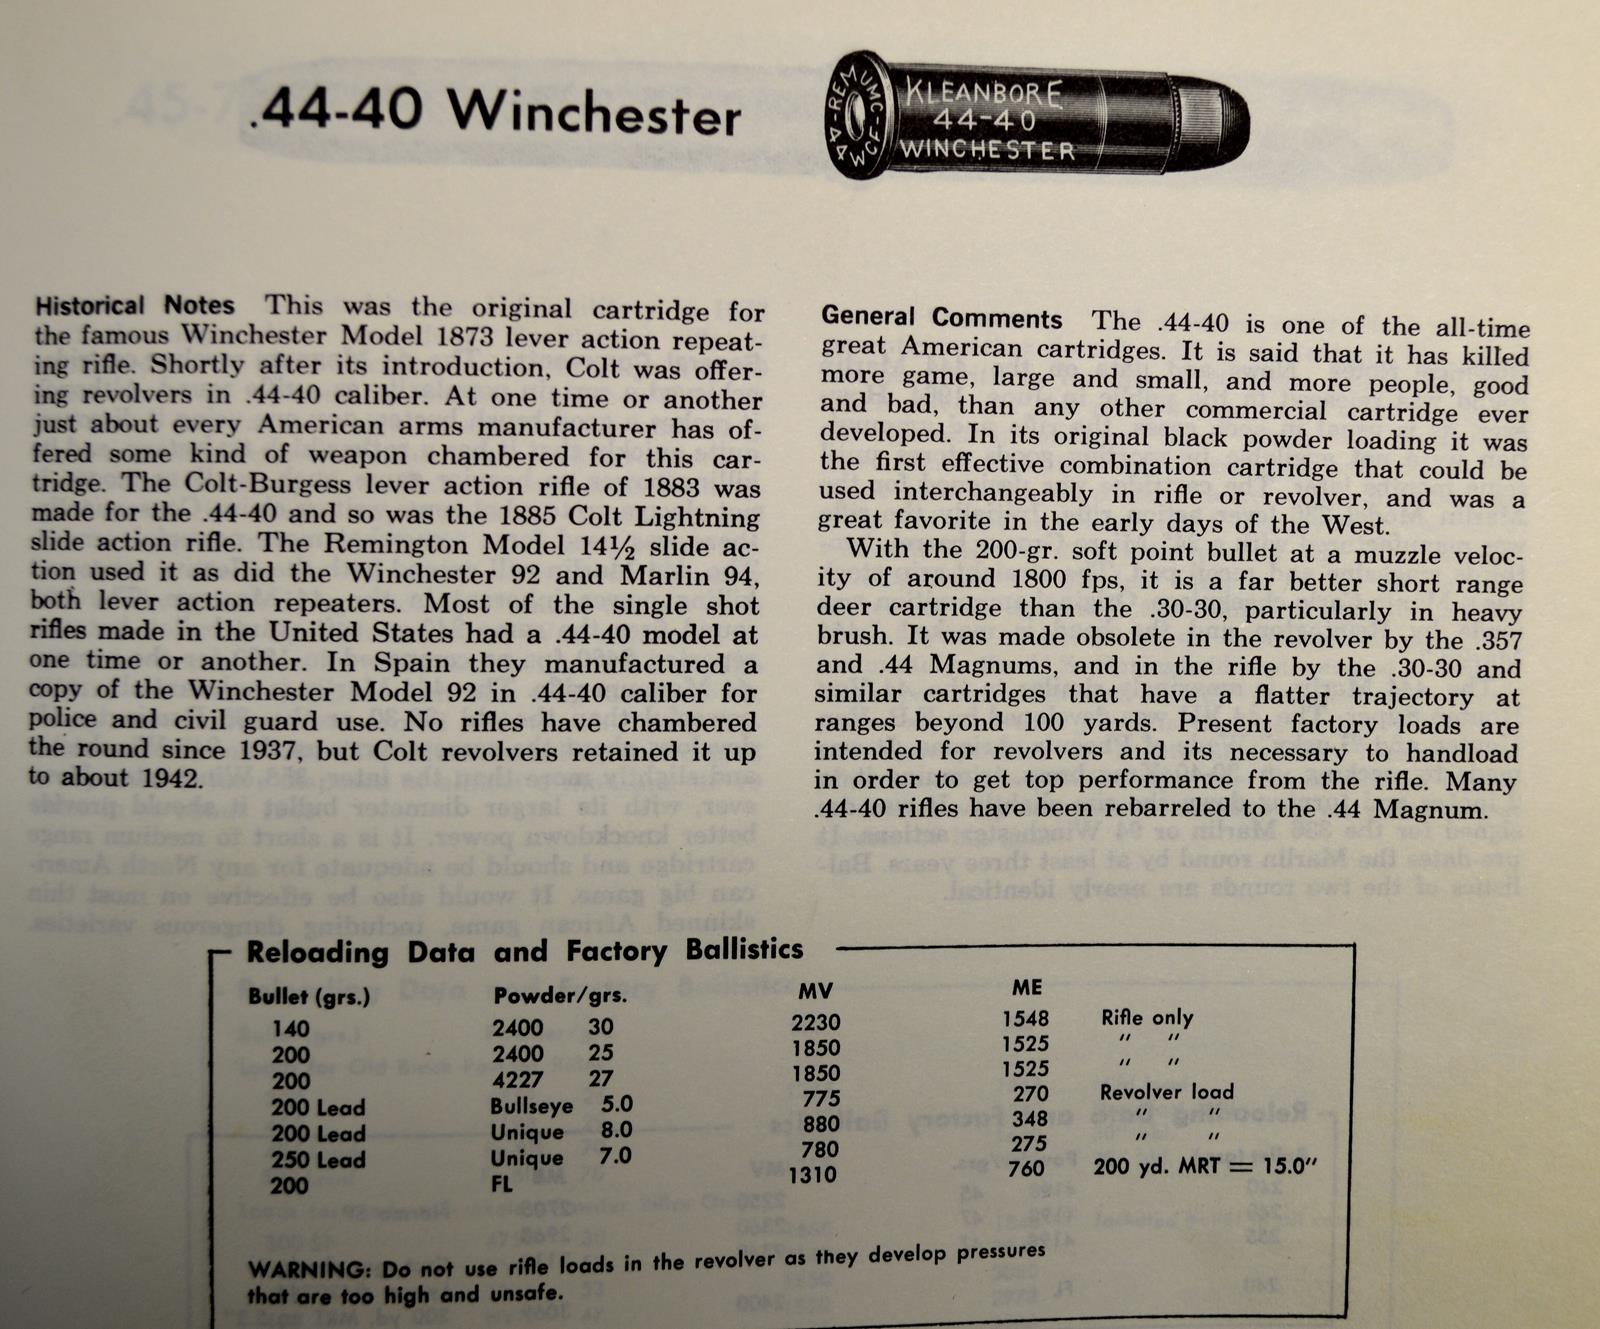 .44-40 Winchester
REM-UMC
44 WCF
KLEANBORE
44-40
WINCHESTER
Historical Notes This was the original cartridge for
the famous Winchester Model 1873 lever action repeat-
ing rifle. Shortly after its introduction, Colt was offer-
ing revolvers in .44-40 caliber. At one time or another
just about every American arms manufacturer has of-
fered some kind of weapon chambered for this car-
tridge. The Colt-Burgess lever action rifle of 1883 was
made for the .44-40 and so was the 1885 Colt Lightning
slide action rifle. The Remington Model 14½ slide ac-
tion used it as did the Winchester 92 and Marlin 94,
both lever action repeaters. Most of the single shot
rifles made in the United States had a .44-40 model at
one time or another. In Spain they manufactured a
copy of the Winchester Model 92 in .44-40 caliber for
police and civil guard use. No rifles have chambered
the round since 1937, but Colt revolvers retained it up
to about 1942.
General Comments The .44-40 is one of the all-time
great American cartridges. It is said that it has killed
more game, large and small, and more people, good
and bad, than any other commercial cartridge ever
developed. In its original black powder loading it was
the first effective combination cartridge that could be
used interchangeably in rifle or revolver, and was a
great favorite in the early days of the West.
With the 200-gr. soft point bullet at a muzzle veloc-
ity of around 1800 fps, it is a far better short range
deer cartridge than the .30-30, particularly in heavy
brush. It was made obsolete in the revolver by the .357
and .44 Magnums, and in the rifle by the .30-30 and
similar cartridges that have a flatter trajectory at
ranges beyond 100 yards. Present factory loads are
intended for revolvers and its necessary to handload
in order to get top performance from the rifle. Many
.44-40 rifles have been rebarreled to the .44 Magnum.
Reloading Data and Factory Ballistics
Bullet (grs.) Powder/grs. MV ME
140 2400 30 2230 1548 Rifle only
200 2400 25 1850 1525 " "
200 4227 27 1850 1525 " "
200 Lead Bullseye 5.0 775 270 Revolver load
200 Lead Unique 8.0 880 348 " "
250 Lead Unique 7.0 780 275 " "
200 FL 1310 760 200 yd. MRT = 15.0"
WARNING: Do not use rifle loads in the revolver as they develop pressures
that are too high and unsafe.